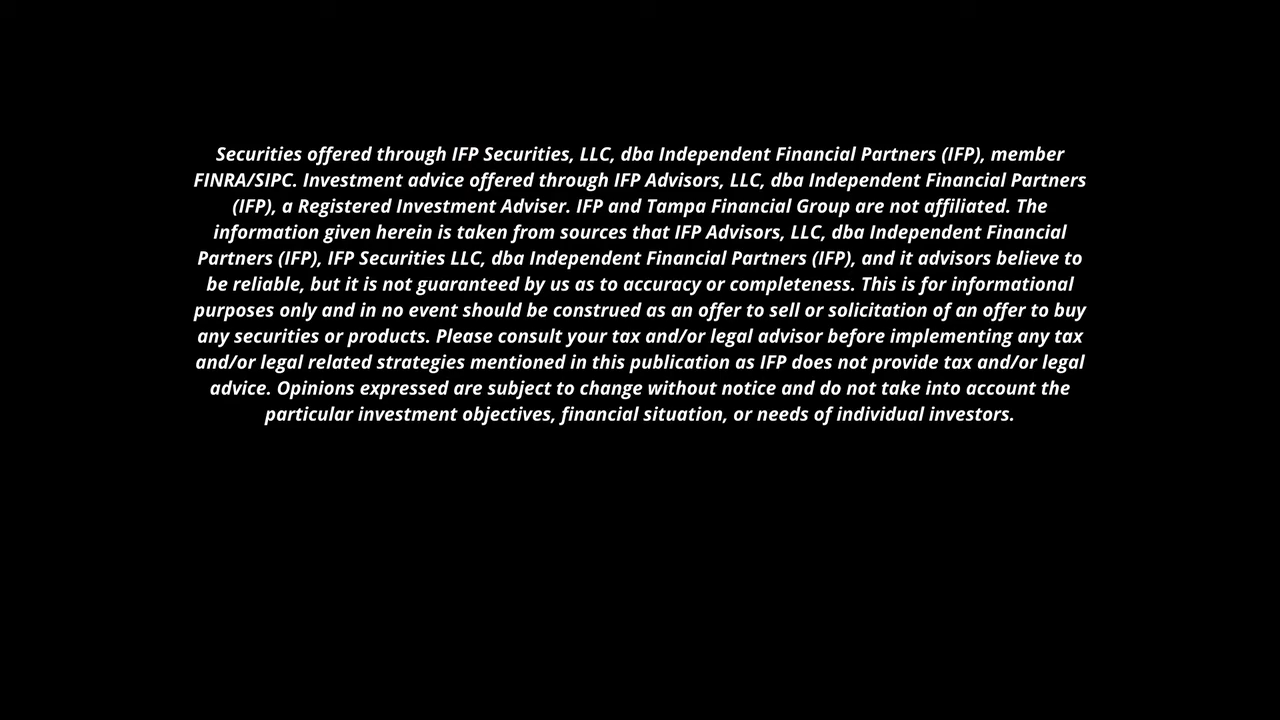 Securities offered through IFP Securities, LLC, dba Independent Financial Partners (IFP), member
FINRA/SIPC. Investment advice offered through IFP Advisors, LLC, dba Independent Financial Partners
(IFP), a Registered Investment Adviser. IFP and Tampa Financial Group are not affiliated. The
information given herein is taken from sources that IFP Advisors, LLC, dba Independent Financial
Partners (IFP), IFP Securities LLC, dba Independent Financial Partners (IFP), and it advisors believe to
be reliable, but it is not guaranteed by us as to accuracy or completeness. This is for informational
purposes only and in no event should be construed as an offer to sell or solicitation of an offer to buy
any securities or products. Please consult your tax and/or legal advisor before implementing any tax
and/or legal related strategies mentioned in this publication as IFP does not provide tax and/or legal
advice. Opinions expressed are subject to change without notice and do not take into account the
particular investment objectives, financial situation, or needs of individual investors.